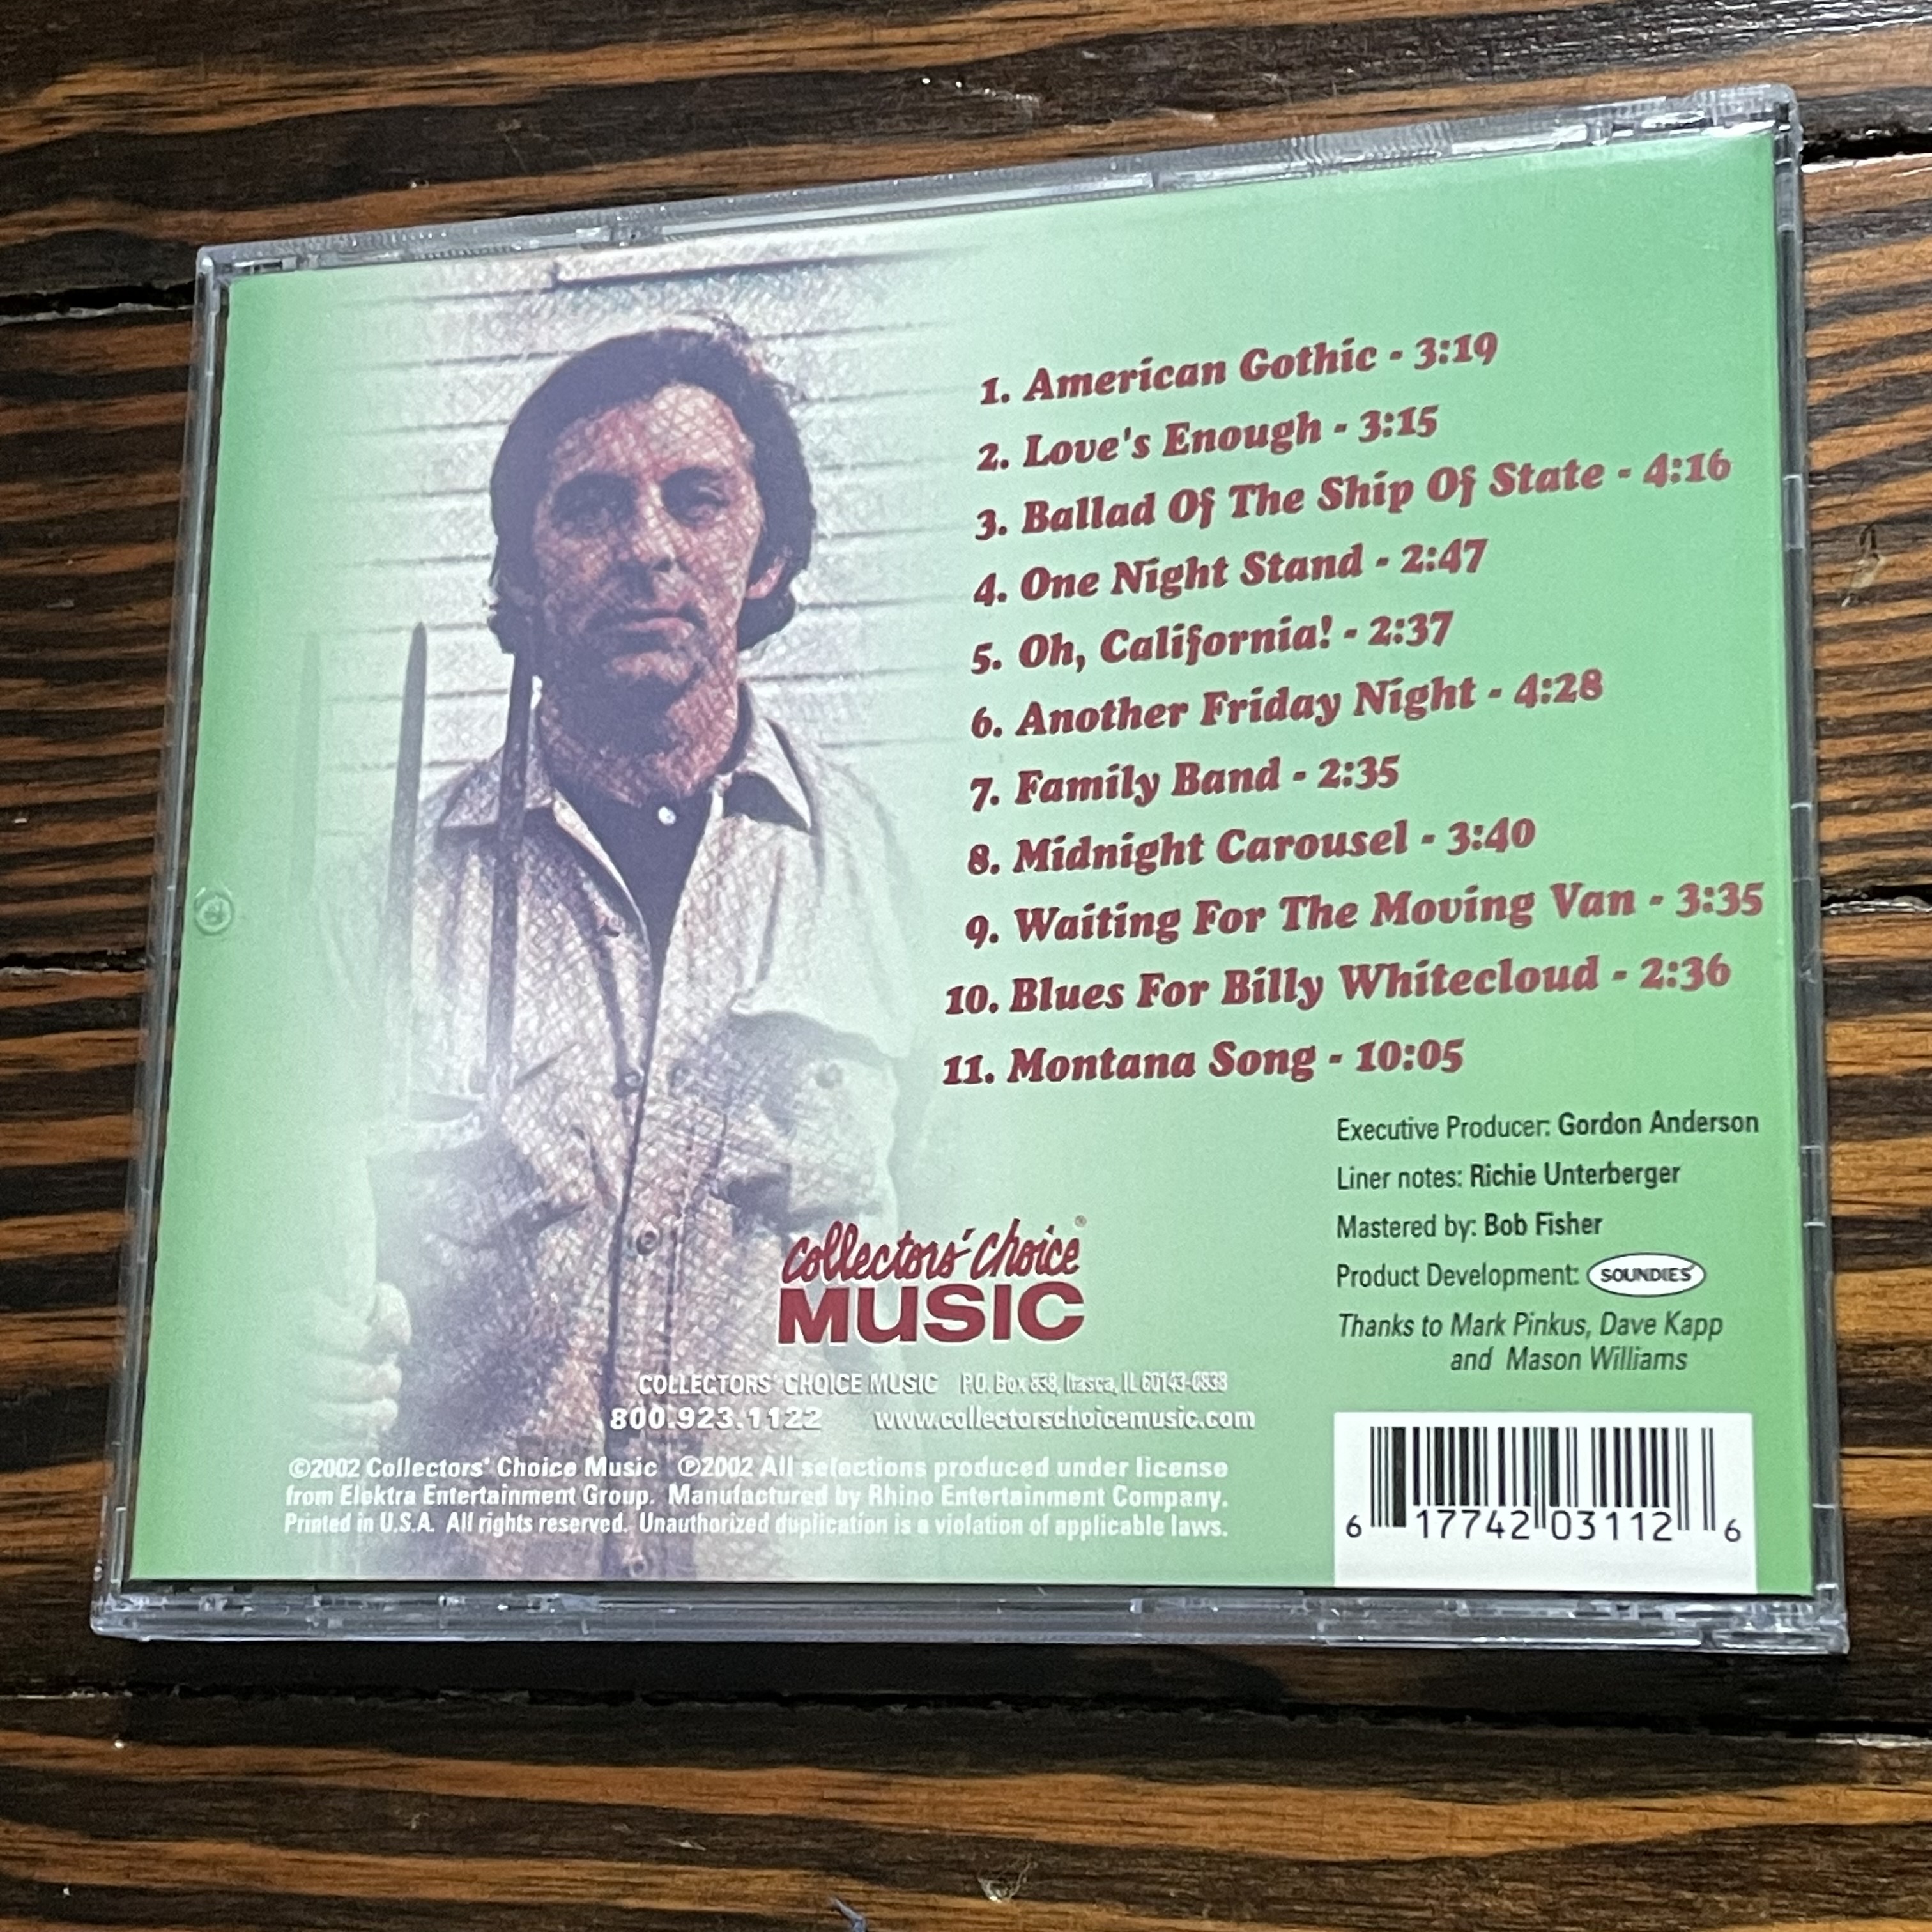 1. American Gothic - 3:19
2. Love's Enough - 3:15
3. Ballad Of The Ship Of State - 4:16
4. One Night Stand - 2:47
5. Oh, California! - 2:37
6. Another Friday Night - 4:28
7. Family Band - 2:35
8. Midnight Carousel - 3:40
9. Waiting For The Moving Van - 3:35
10. Blues For Billy Whitecloud - 2:36
11. Montana Song - 10:05
Executive Producer: Gordon Anderson
Liner notes: Richie Unterberger
Mastered by: Bob Fisher
Product Development: SOUNDIES
Thanks to Mark Pinkus, Dave Kapp
and Mason Williams
Collectors' Choice®
MUSIC
COLLECTORS' CHOICE MUSIC P.O. Box 838, Itasca, IL 60143-0838
800.923.1122 www.collectorschoicemusic.com
©2002 Collectors' Choice Music ℗2002 All selections produced under license
from Elektra Entertainment Group. Manufactured by Rhino Entertainment Company.
Printed in U.S.A. All rights reserved. Unauthorized duplication is a violation of applicable laws.
6 17742 03112 6